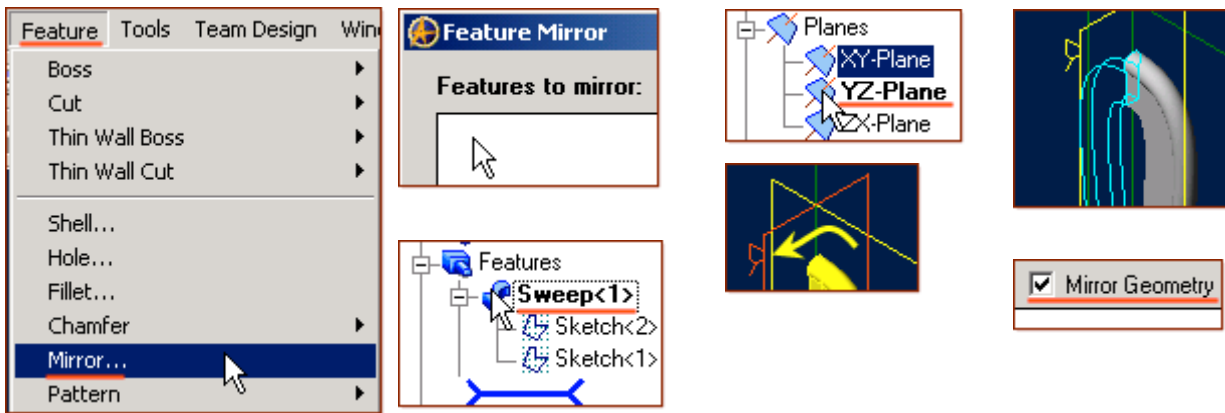 Feature Tools Team Design Win
Boss
Cut
Thin Wall Boss
Thin Wall Cut
Shell...
Hole...
Fillet...
Chamfer
Mirror...
Pattern
Feature Mirror
Features to mirror:
Features
Sweep<1>
Sketch<2>
Sketch<1>
Planes
XY-Plane
YZ-Plane
ZX-Plane
Mirror Geometry